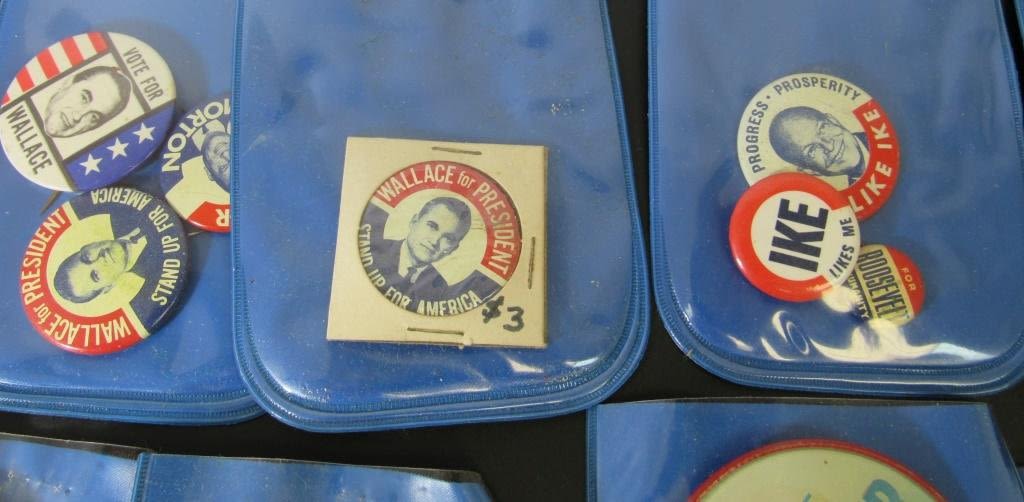 VOTE FOR
WALLACE
MORTON
WALLACE for PRESIDENT
STAND UP FOR AMERICA
WALLACE for PRESIDENT
STAND UP FOR AMERICA
$3
PROGRESS · PROSPERITY
I LIKE IKE
IKE
LIKES ME
FOR
ROOSEVELT